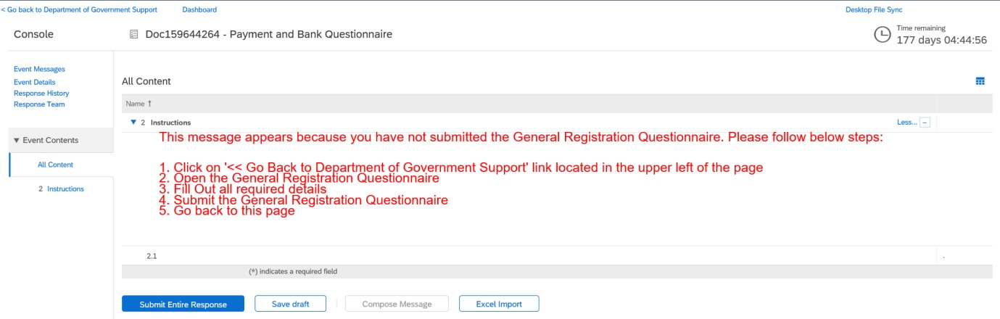 < Go back to Department of Government Support Dashboard Desktop File Sync
Console Doc159644264 - Payment and Bank Questionnaire Time remaining
177 days 04:44:56
Event Messages
Event Details
Response History
Response Team
Event Contents
All Content
2 Instructions
All Content
Name ↑
2 Instructions Less... –
This message appears because you have not submitted the General Registration Questionnaire. Please follow below steps:
1. Click on '<< Go Back to Department of Government Support' link located in the upper left of the page
2. Open the General Registration Questionnaire
3. Fill Out all required details
4. Submit the General Registration Questionnaire
5. Go back to this page
2.1 .
(*) indicates a required field
Submit Entire Response Save draft Compose Message Excel Import